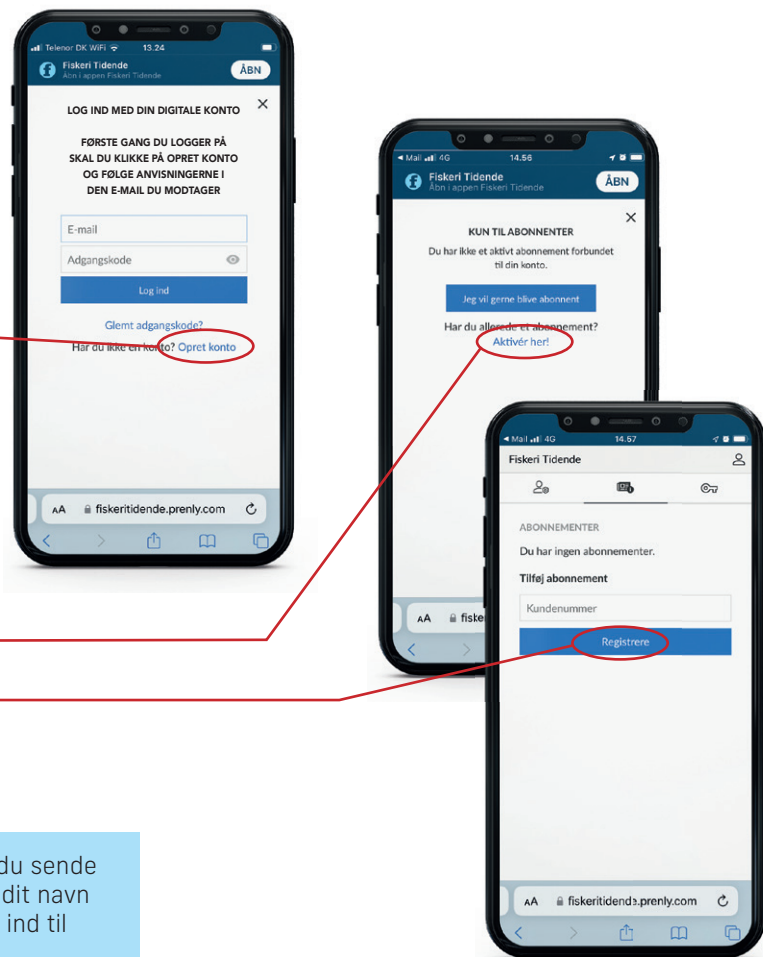 Telenor DK WiFi 13.24
Fiskeri Tidende
Åbn i appen Fiskeri Tidende
ÅBN
LOG IND MED DIN DIGITALE KONTO
FØRSTE GANG DU LOGGER PÅ
SKAL DU KLIKKE PÅ OPRET KONTO
OG FØLGE ANVISNINGERNE I
DEN E-MAIL DU MODTAGER
E-mail
Adgangskode
Log ind
Glemt adgangskode?
Har du ikke en konto? Opret konto
AA fiskeritidende.prenly.com
Mail 4G 14.56
Fiskeri Tidende
Åbn i appen Fiskeri Tidende
ÅBN
KUN TIL ABONNENTER
Du har ikke et aktivt abonnement forbundet
til din konto.
Jeg vil gerne blive abonnent
Har du allerede et abonnement?
Aktivér her!
AA fiske
Mail 4G 14.57
Fiskeri Tidende
ABONNEMENTER
Du har ingen abonnementer.
Tilføj abonnement
Kundenummer
Registrere
AA fiskeritidende.prenly.com
du sende
dit navn
ind til